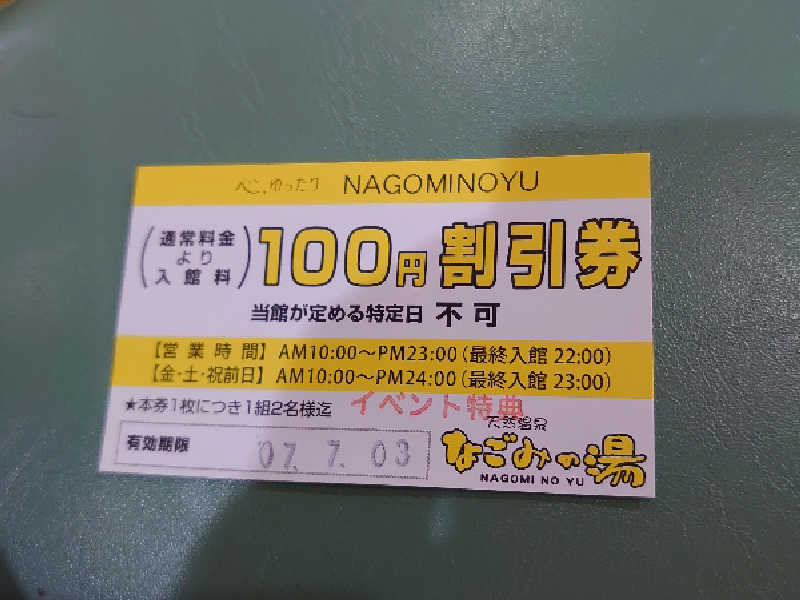 ゆったり NAGOMINOYU
(通常料金より入館料) 100円割引券
当館が定める特定日 不可
【営業時間】AM10:00〜PM23:00(最終入館 22:00)
【金・土・祝前日】AM10:00〜PM24:00(最終入館 23:00)
★本券1枚につき1組2名様迄 イベント特典
有効期限 07. 7. 03
天然温泉
なごみの湯
NAGOMI NO YU